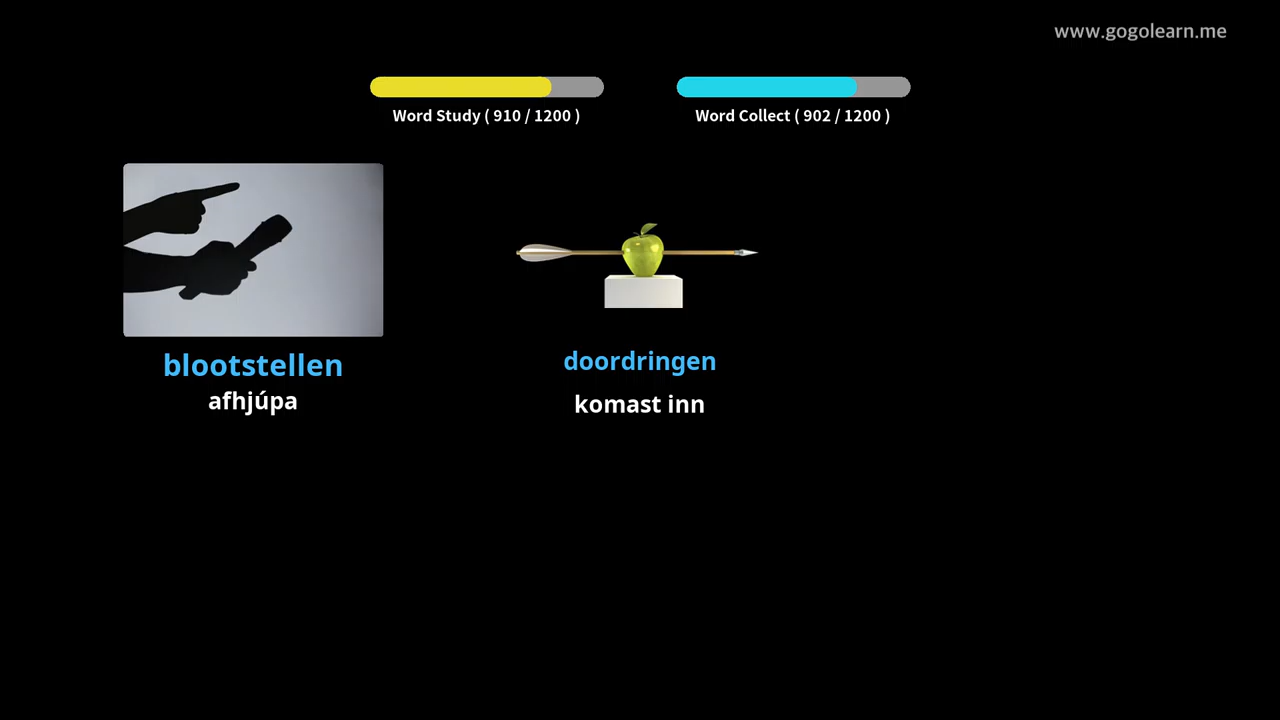 www.gogolearn.me
Word Study ( 910 / 1200 )
Word Collect ( 902 / 1200 )
blootstellen
afhjúpa
doordringen
komast inn